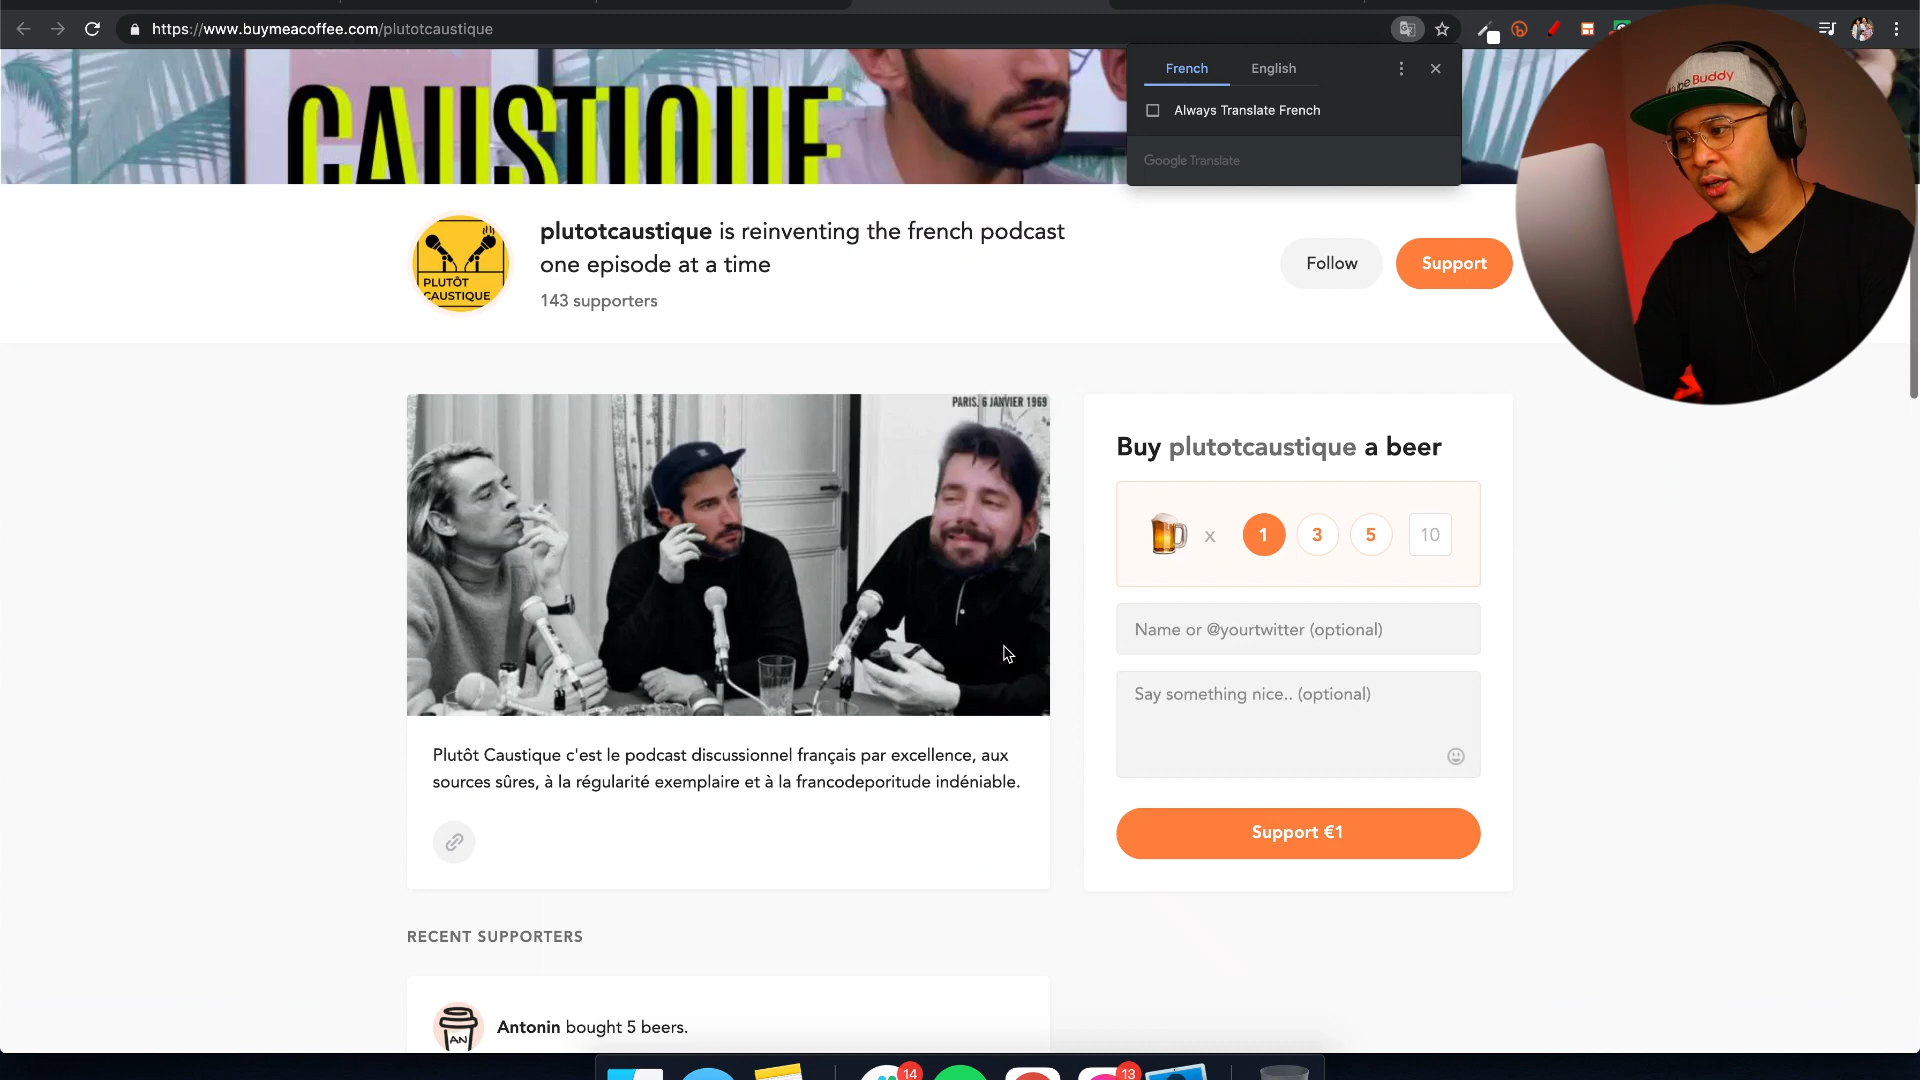 https://www.buymeacoffee.com/plutotcaustique
French English
Always Translate French
Google Translate
CAUSTIQUE
plutotcaustique is reinventing the french podcast
one episode at a time
143 supporters
PLUTÔT
CAUSTIQUE
Follow
Support
PARIS. 6 JANVIER 1969
Buy plutotcaustique a beer
x 1 3 5 10
Name or @yourtwitter (optional)
Say something nice.. (optional)
Support €1
Plutôt Caustique c'est le podcast discussionnel français par excellence, aux
sources sûres, à la régularité exemplaire et à la francodeporitude indéniable.
RECENT SUPPORTERS
AN
Antonin bought 5 beers.
14
13